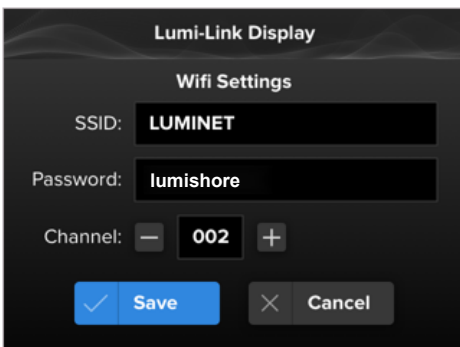 Lumi-Link Display
Wifi Settings
SSID: LUMINET
Password: lumishore
Channel: 002
Save Cancel